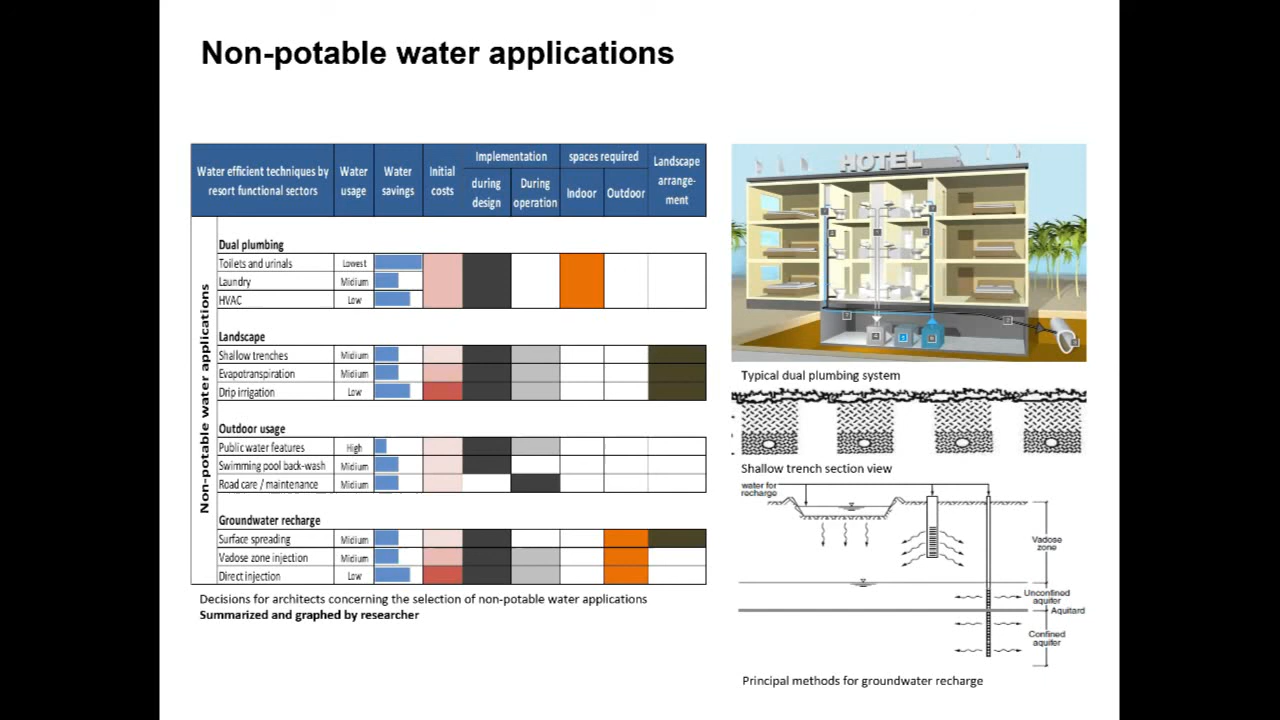 Non-potable water applications
Water efficient techniques by resort functional sectors
Water usage
Water savings
Initial costs
Implementation
during design
During operation
spaces required
Indoor
Outdoor
Landscape arrange-ment
Non-potable water applications
Dual plumbing
Toilets and urinals Lowest
Laundry Midium
HVAC Low
Landscape
Shallow trenches Midium
Evapotranspiration Midium
Drip irrigation Low
Outdoor usage
Public water features High
Swimming pool back-wash Midium
Road care / maintenance Midium
Groundwater recharge
Surface spreading Midium
Vadose zone injection Midium
Direct injection Low
Decisions for architects concerning the selection of non-potable water applications
Summarized and graphed by researcher
HOTEL
Typical dual plumbing system
Shallow trench section view
water for
recharge
Vadose
zone
Unconfined
aquifer
Aquitard
Confined
aquifer
Principal methods for groundwater recharge